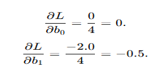 ∂L/∂b₀ = 0/4 = 0.
∂L/∂b₁ = −2.0/4 = −0.5.